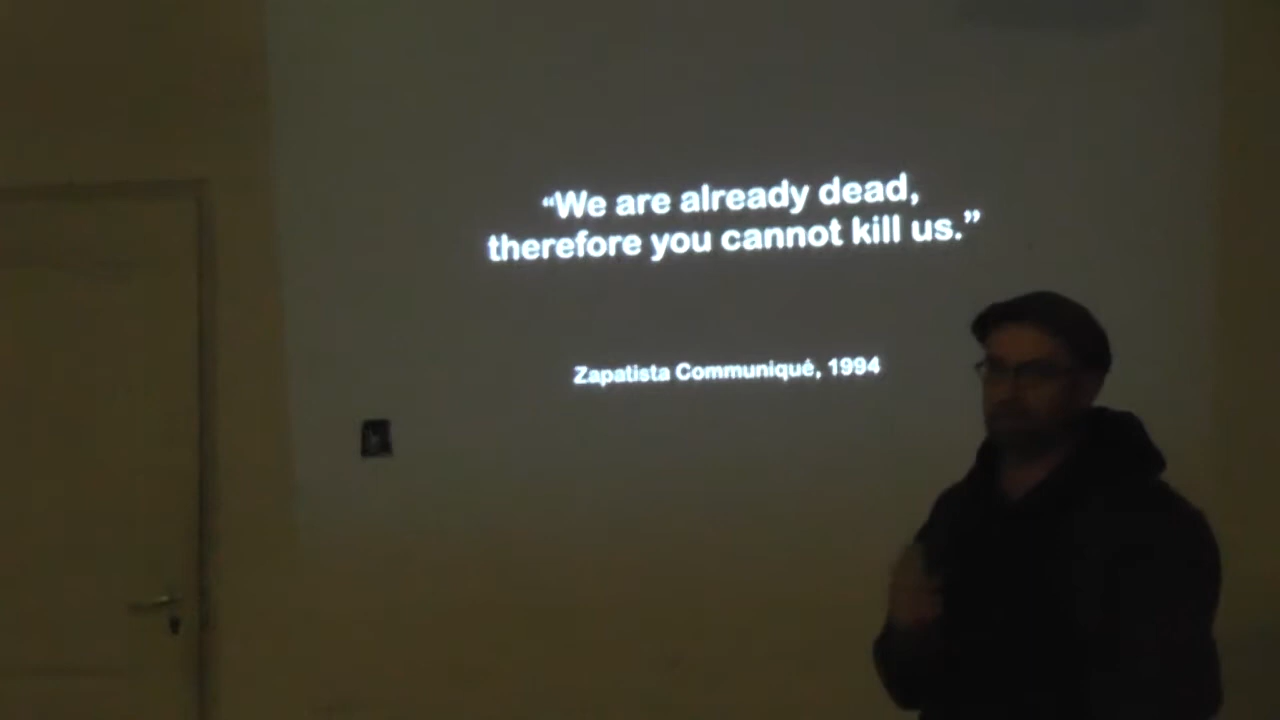 “We are already dead,
therefore you cannot kill us.”
Zapatista Communiqué, 1994